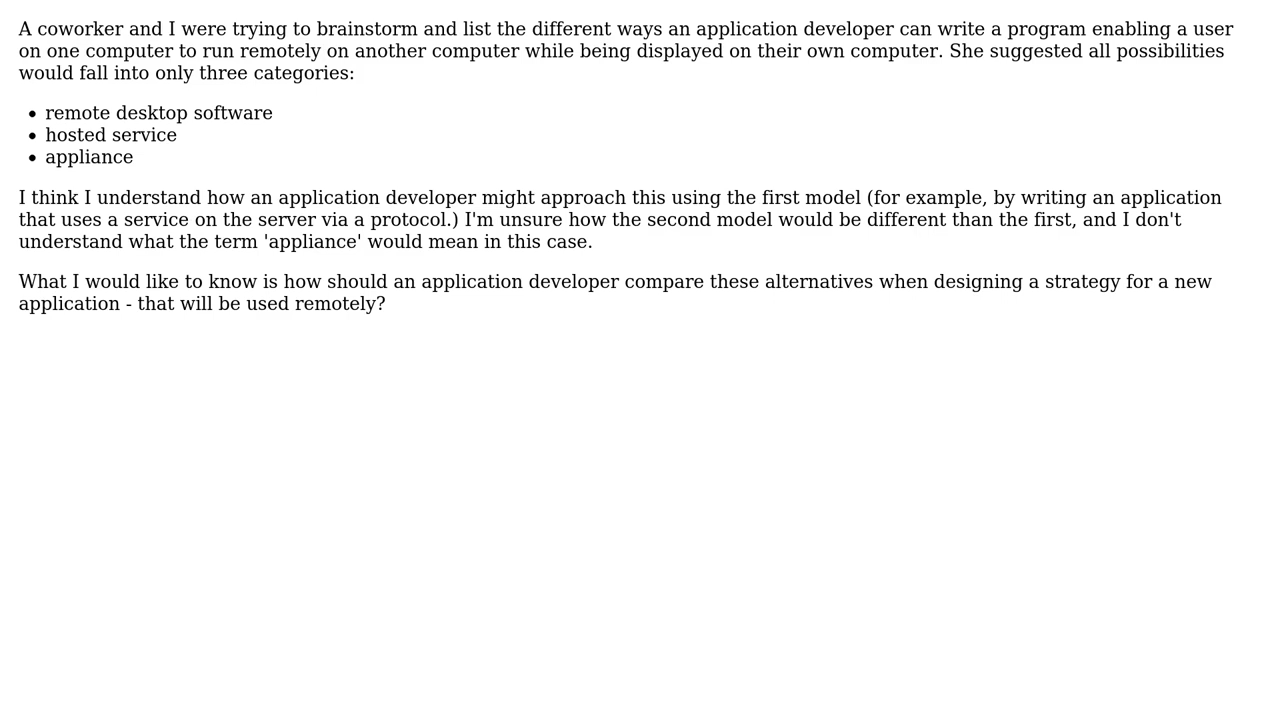 A coworker and I were trying to brainstorm and list the different ways an application developer can write a program enabling a user
on one computer to run remotely on another computer while being displayed on their own computer. She suggested all possibilities
would fall into only three categories:
• remote desktop software
• hosted service
• appliance
I think I understand how an application developer might approach this using the first model (for example, by writing an application
that uses a service on the server via a protocol.) I'm unsure how the second model would be different than the first, and I don't
understand what the term 'appliance' would mean in this case.
What I would like to know is how should an application developer compare these alternatives when designing a strategy for a new
application - that will be used remotely?